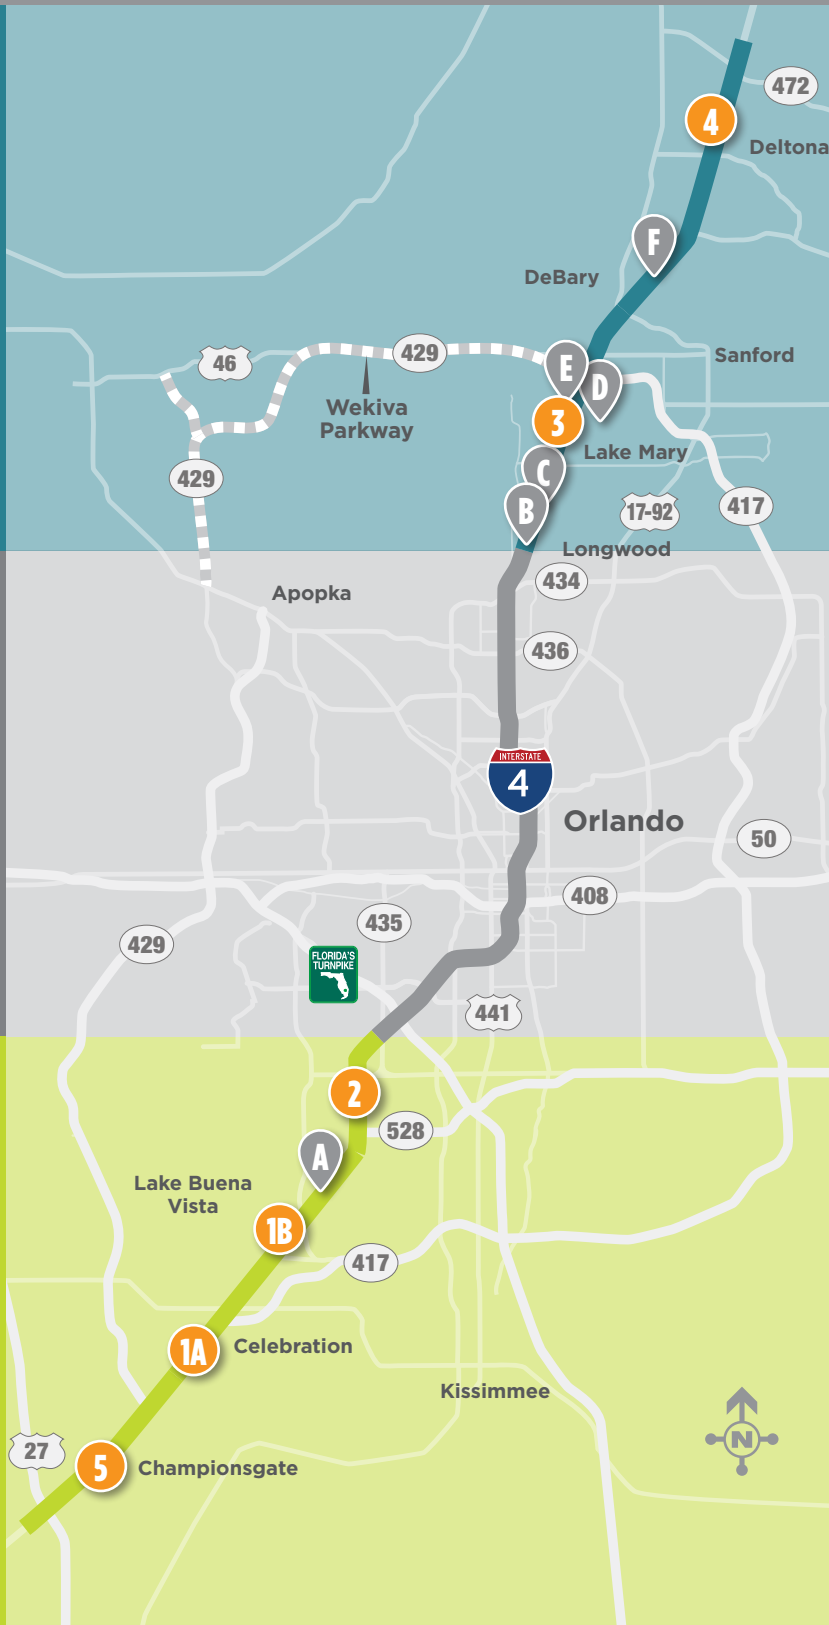 472
4
Deltona
F
DeBary
46
429
E
D
Sanford
Wekiva
Parkway
3
Lake Mary
C
429
B
17-92
417
Longwood
434
Apopka
436
INTERSTATE
4
Orlando
50
408
435
429
FLORIDA'S
TURNPIKE
441
2
528
A
Lake Buena
Vista
1B
417
1A
Celebration
Kissimmee
27
N
5
Championsgate